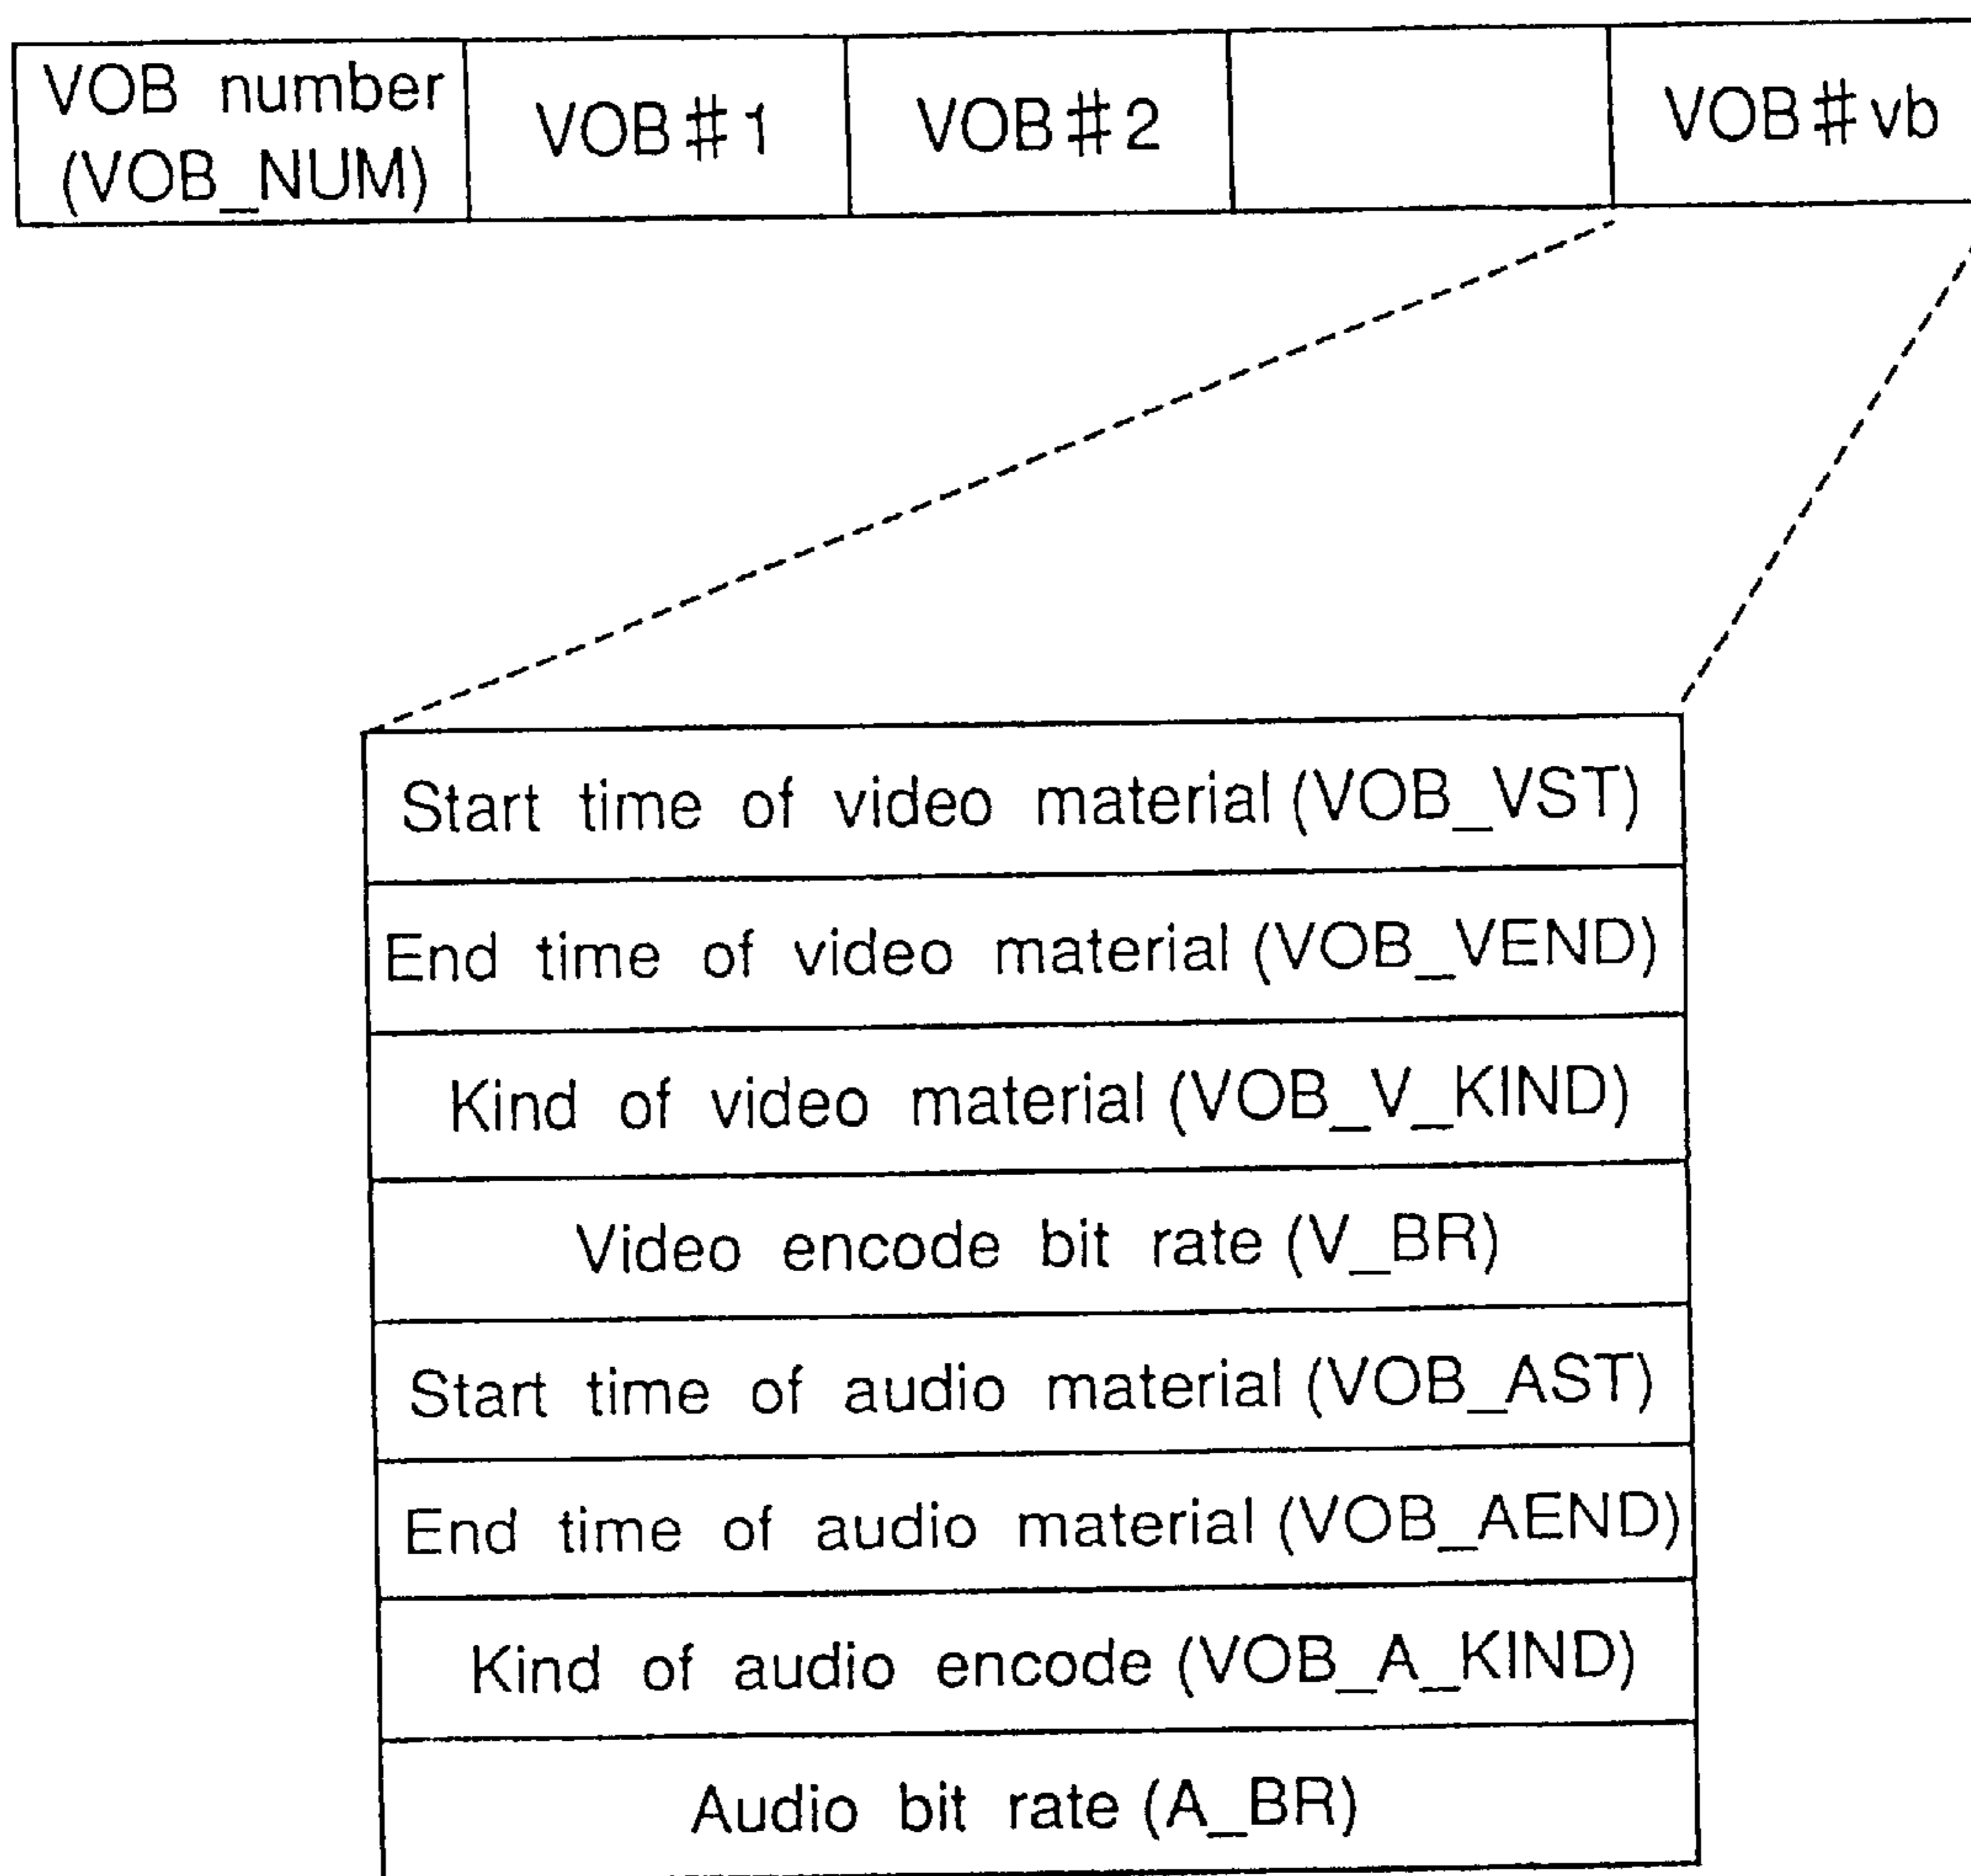 VOB number
(VOB_NUM)
VOB#1
VOB#2
VOB#vb
Start time of video material (VOB_VST)
End time of video material (VOB_VEND)
Kind of video material (VOB_V_KIND)
Video encode bit rate (V_BR)
Start time of audio material (VOB_AST)
End time of audio material (VOB_AEND)
Kind of audio encode (VOB_A_KIND)
Audio bit rate (A_BR)